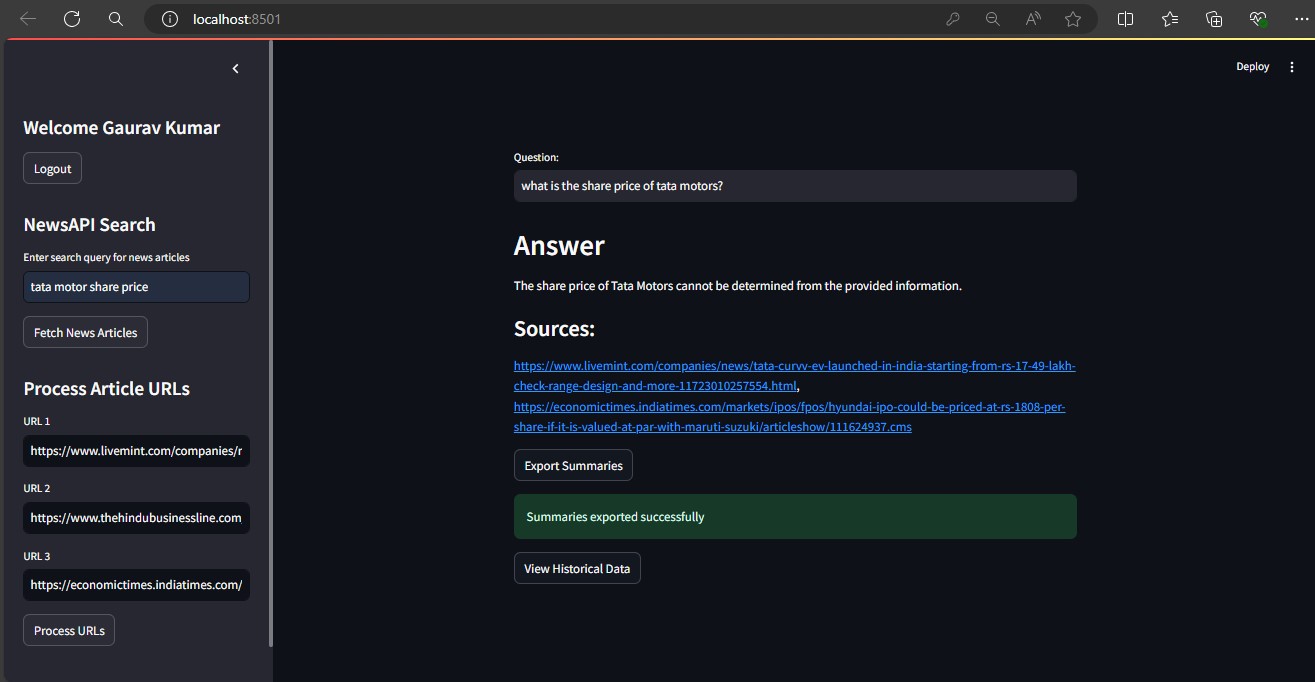 localhost:8501
Deploy
Welcome Gaurav Kumar
Logout
NewsAPI Search
Enter search query for news articles
tata motor share price
Fetch News Articles
Process Article URLs
URL 1
https://www.livemint.com/companies/r
URL 2
https://www.thehindubusinessline.com
URL 3
https://economictimes.indiatimes.com/
Process URLs
Question:
what is the share price of tata motors?
Answer
The share price of Tata Motors cannot be determined from the provided information.
Sources:
https://www.livemint.com/companies/news/tata-curvv-ev-launched-in-india-starting-from-rs-17-49-lakh-
check-range-design-and-more-11723010257554.html,
https://economictimes.indiatimes.com/markets/ipos/fpos/hyundai-ipo-could-be-priced-at-rs-1808-per-
share-if-it-is-valued-at-par-with-maruti-suzuki/articleshow/111624937.cms
Export Summaries
Summaries exported successfully
View Historical Data